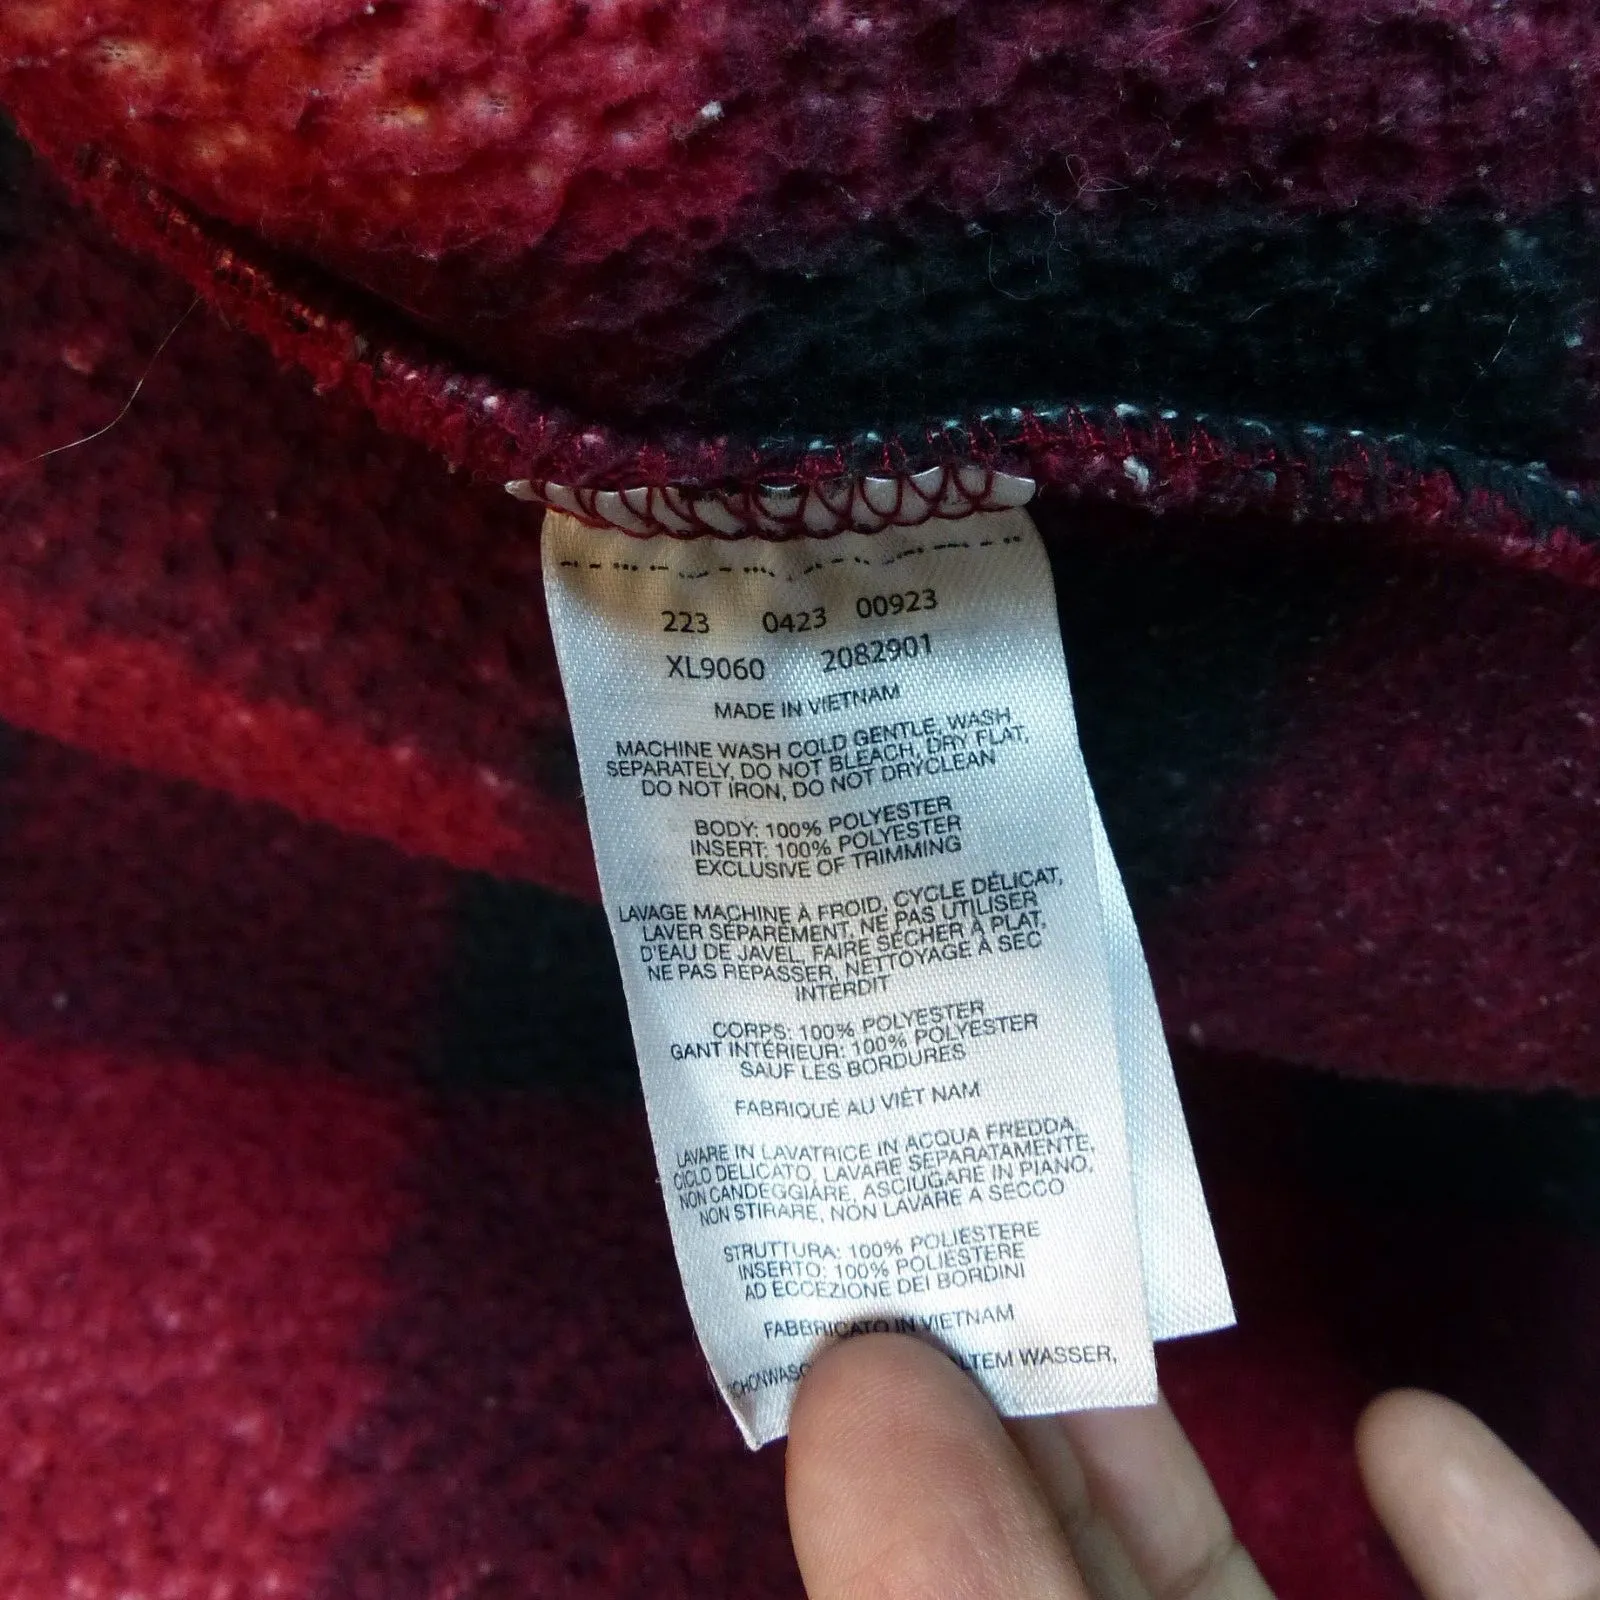 223 0423 00923
XL9060 2082901
MADE IN VIETNAM
MACHINE WASH COLD GENTLE, WASH
SEPARATELY, DO NOT BLEACH, DRY FLAT,
DO NOT IRON, DO NOT DRYCLEAN
BODY: 100% POLYESTER
INSERT: 100% POLYESTER
EXCLUSIVE OF TRIMMING
LAVAGE MACHINE À FROID, CYCLE DÉLICAT,
LAVER SÉPARÉMENT, NE PAS UTILISER
D'EAU DE JAVEL, FAIRE SÉCHER À PLAT,
NE PAS REPASSER, NETTOYAGE À SEC
INTERDIT
CORPS: 100% POLYESTER
GANT INTÉRIEUR: 100% POLYESTER
SAUF LES BORDURES
FABRIQUÉ AU VIÊT NAM
LAVARE IN LAVATRICE IN ACQUA FREDDA,
CICLO DELICATO, LAVARE SEPARATAMENTE,
NON CANDEGGIARE, ASCIUGARE IN PIANO,
NON STIRARE, NON LAVARE A SECCO
STRUTTURA: 100% POLIESTERE
INSERTO: 100% POLIESTERE
AD ECCEZIONE DEI BORDINI
FABBRICATO IN VIETNAM
WASSER,